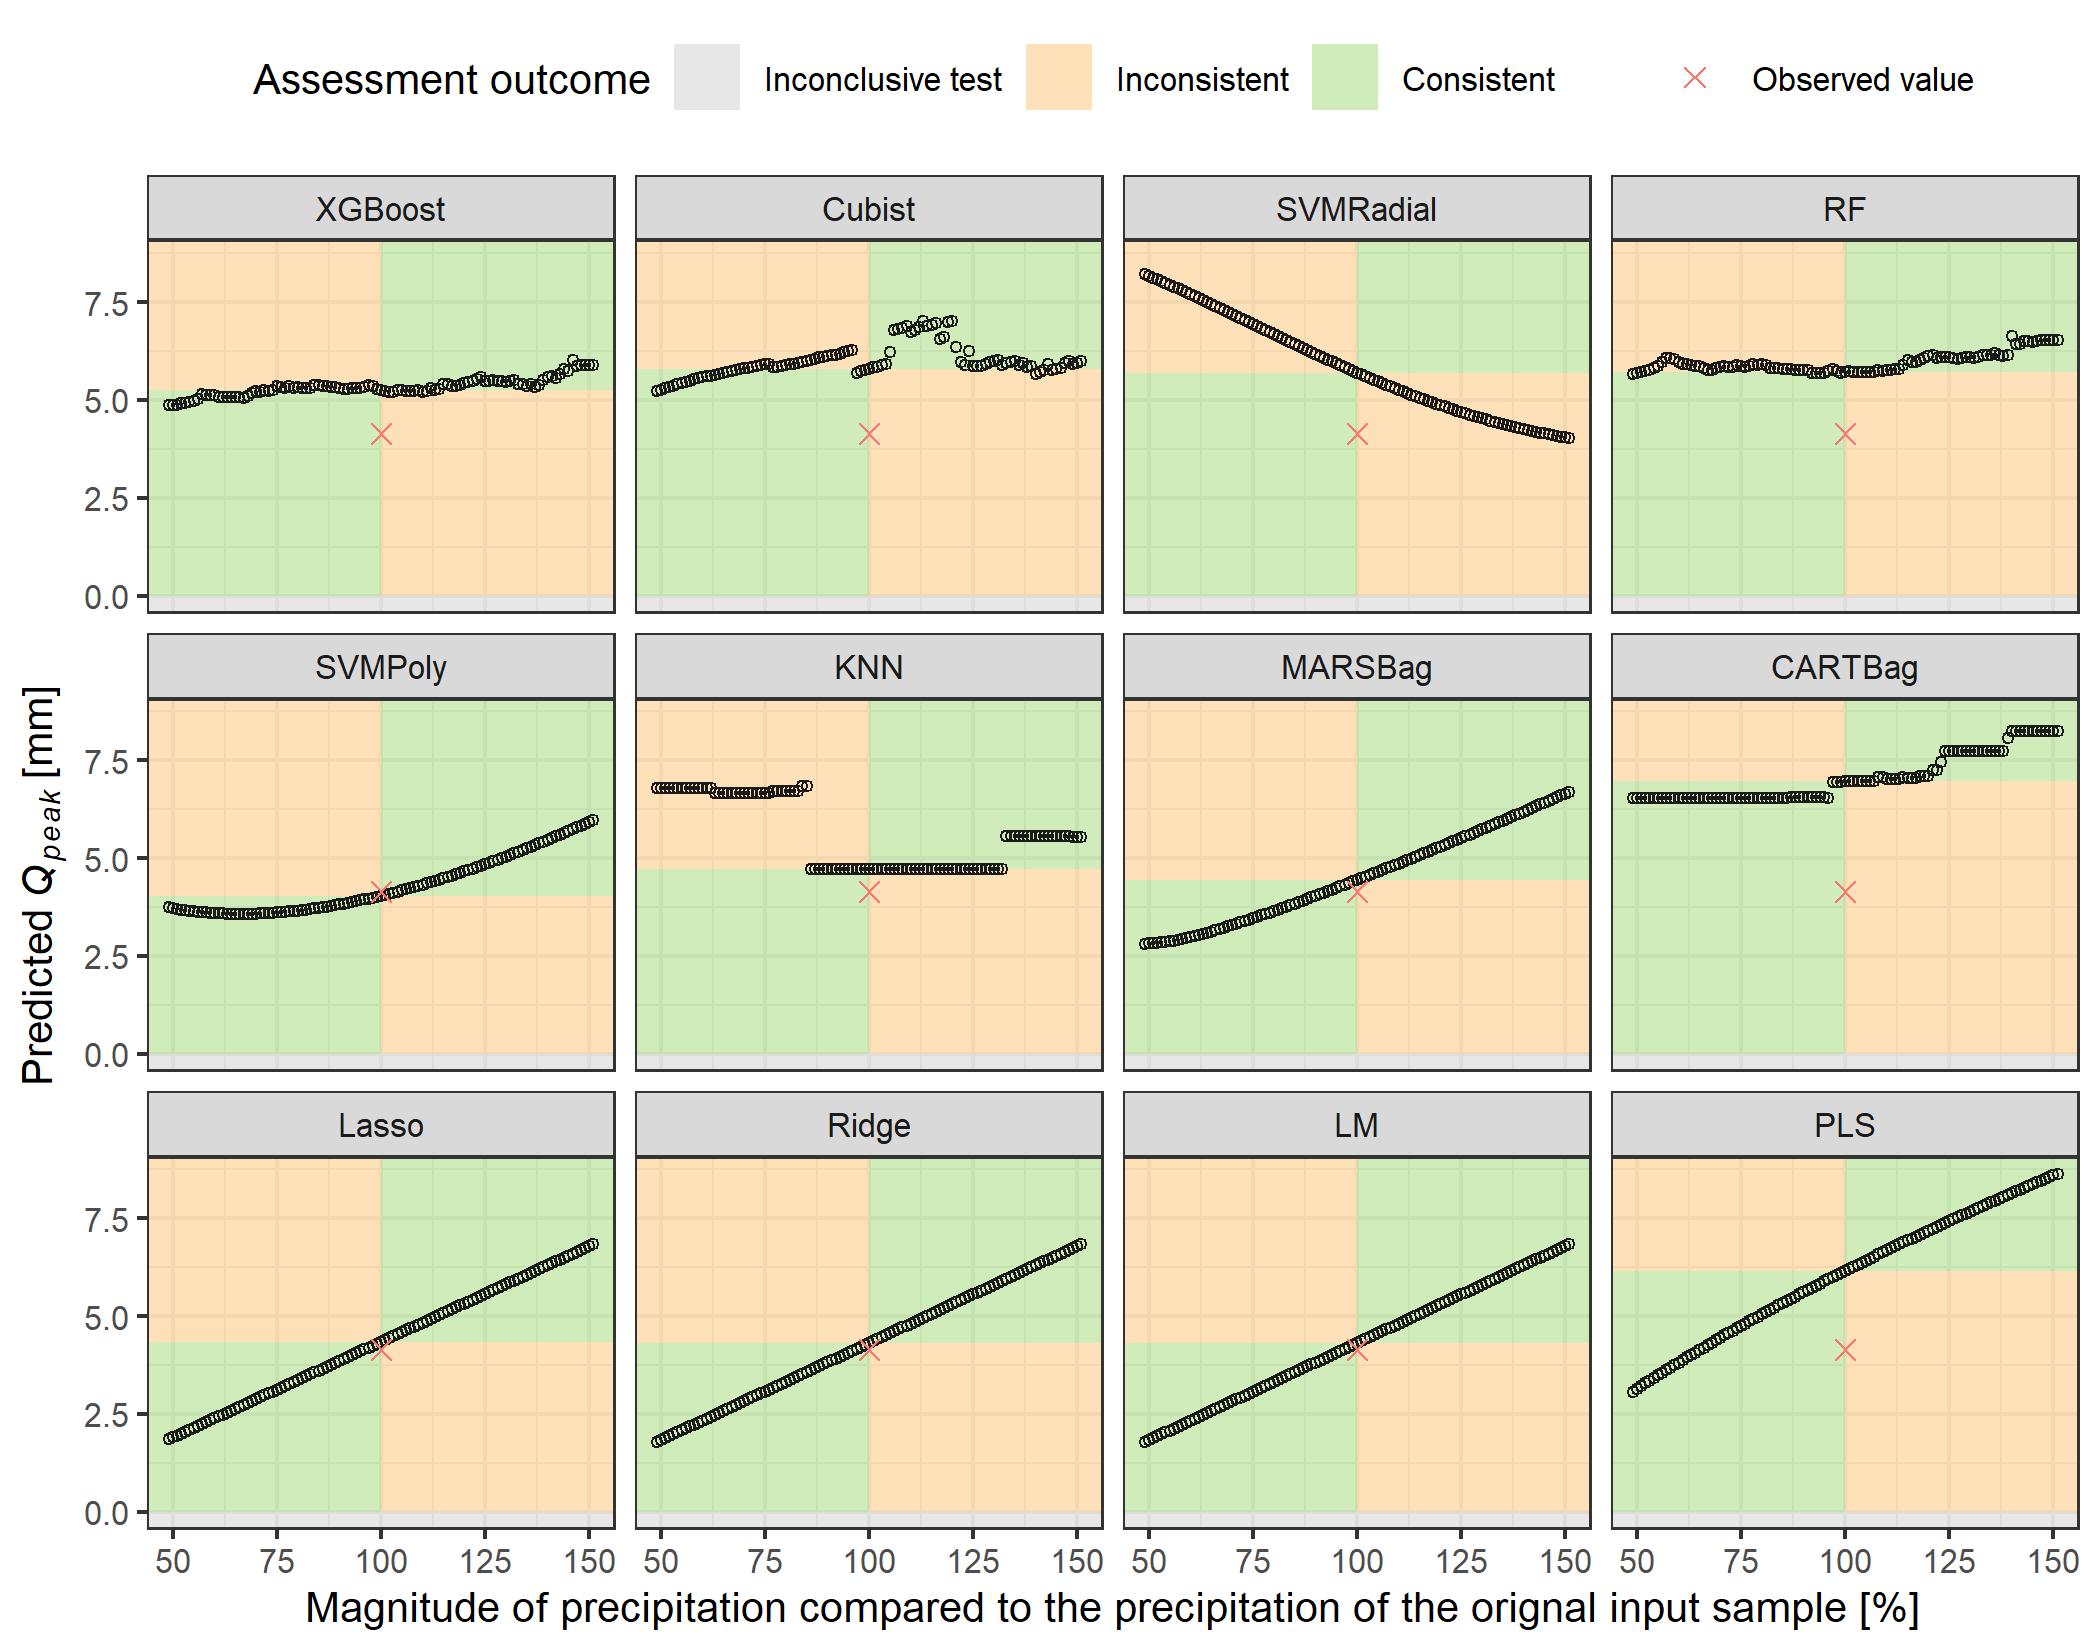 Assessment outcome Inconclusive test Inconsistent Consistent Observed value
XGBoost Cubist SVMRadial RF
7.5
5.0
2.5
0.0
SVMPoly KNN MARSBag CARTBag
7.5
5.0
2.5
0.0
Predicted Qpeak [mm]
Lasso Ridge LM PLS
7.5
5.0
2.5
0.0
50 75 100 125 150 50 75 100 125 150 50 75 100 125 150 50 75 100 125 150
Magnitude of precipitation compared to the precipitation of the orignal input sample [%]